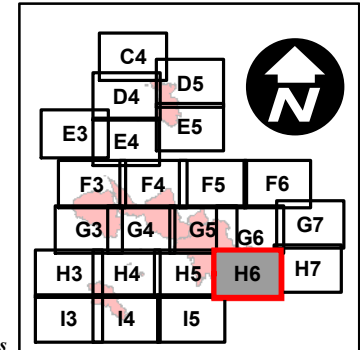 C4
D4 D5
E3 E4 E5
F3 F4 F5 F6
G3 G4 G5 G6 G7
H3 H4 H5 H6 H7
I3 I4 I5
N
s